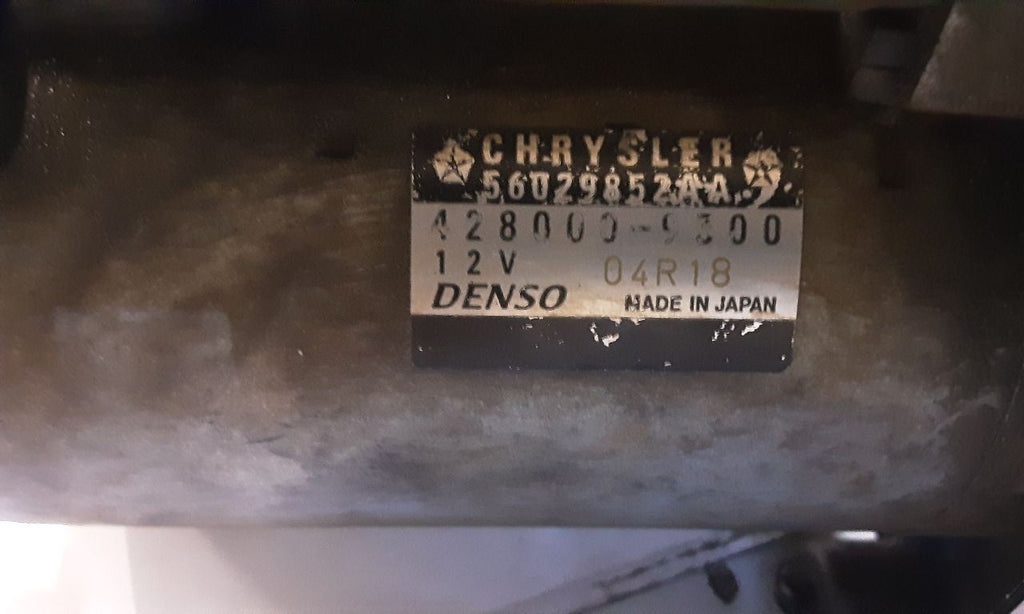 CHRYSLER
56029852AA
428000-9300
12V 04R18
DENSO MADE IN JAPAN